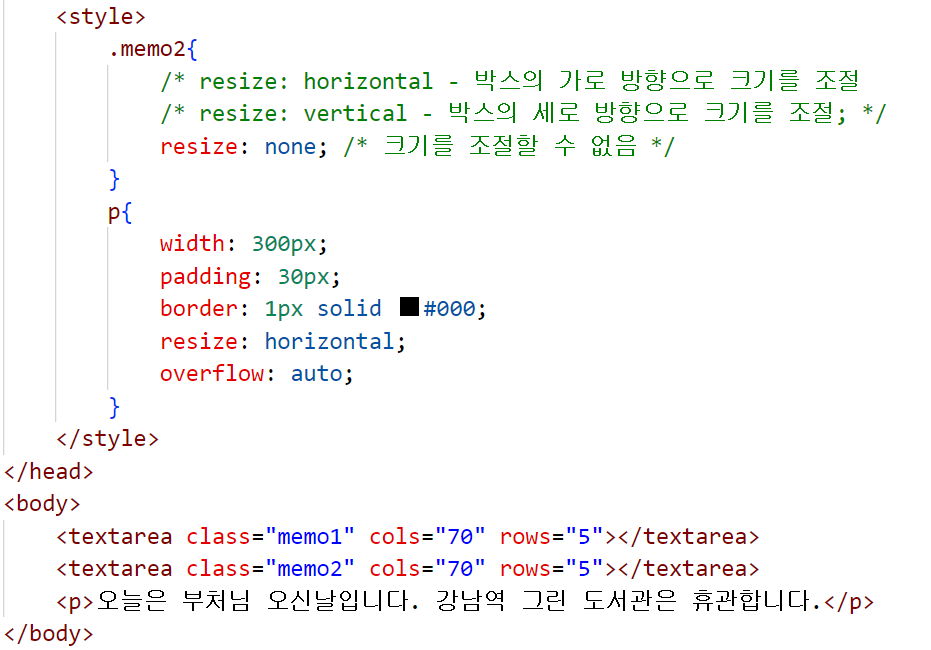 <style>
.memo2{
/* resize: horizontal - 박스의 가로 방향으로 크기를 조절
/* resize: vertical - 박스의 세로 방향으로 크기를 조절; */
resize: none; /* 크기를 조절할 수 없음 */
}
p{
width: 300px;
padding: 30px;
border: 1px solid #000;
resize: horizontal;
overflow: auto;
}
</style>
</head>
<body>
<textarea class="memo1" cols="70" rows="5"></textarea>
<textarea class="memo2" cols="70" rows="5"></textarea>
<p>오늘은 부처님 오신날입니다. 강남역 그린 도서관은 휴관합니다.</p>
</body>